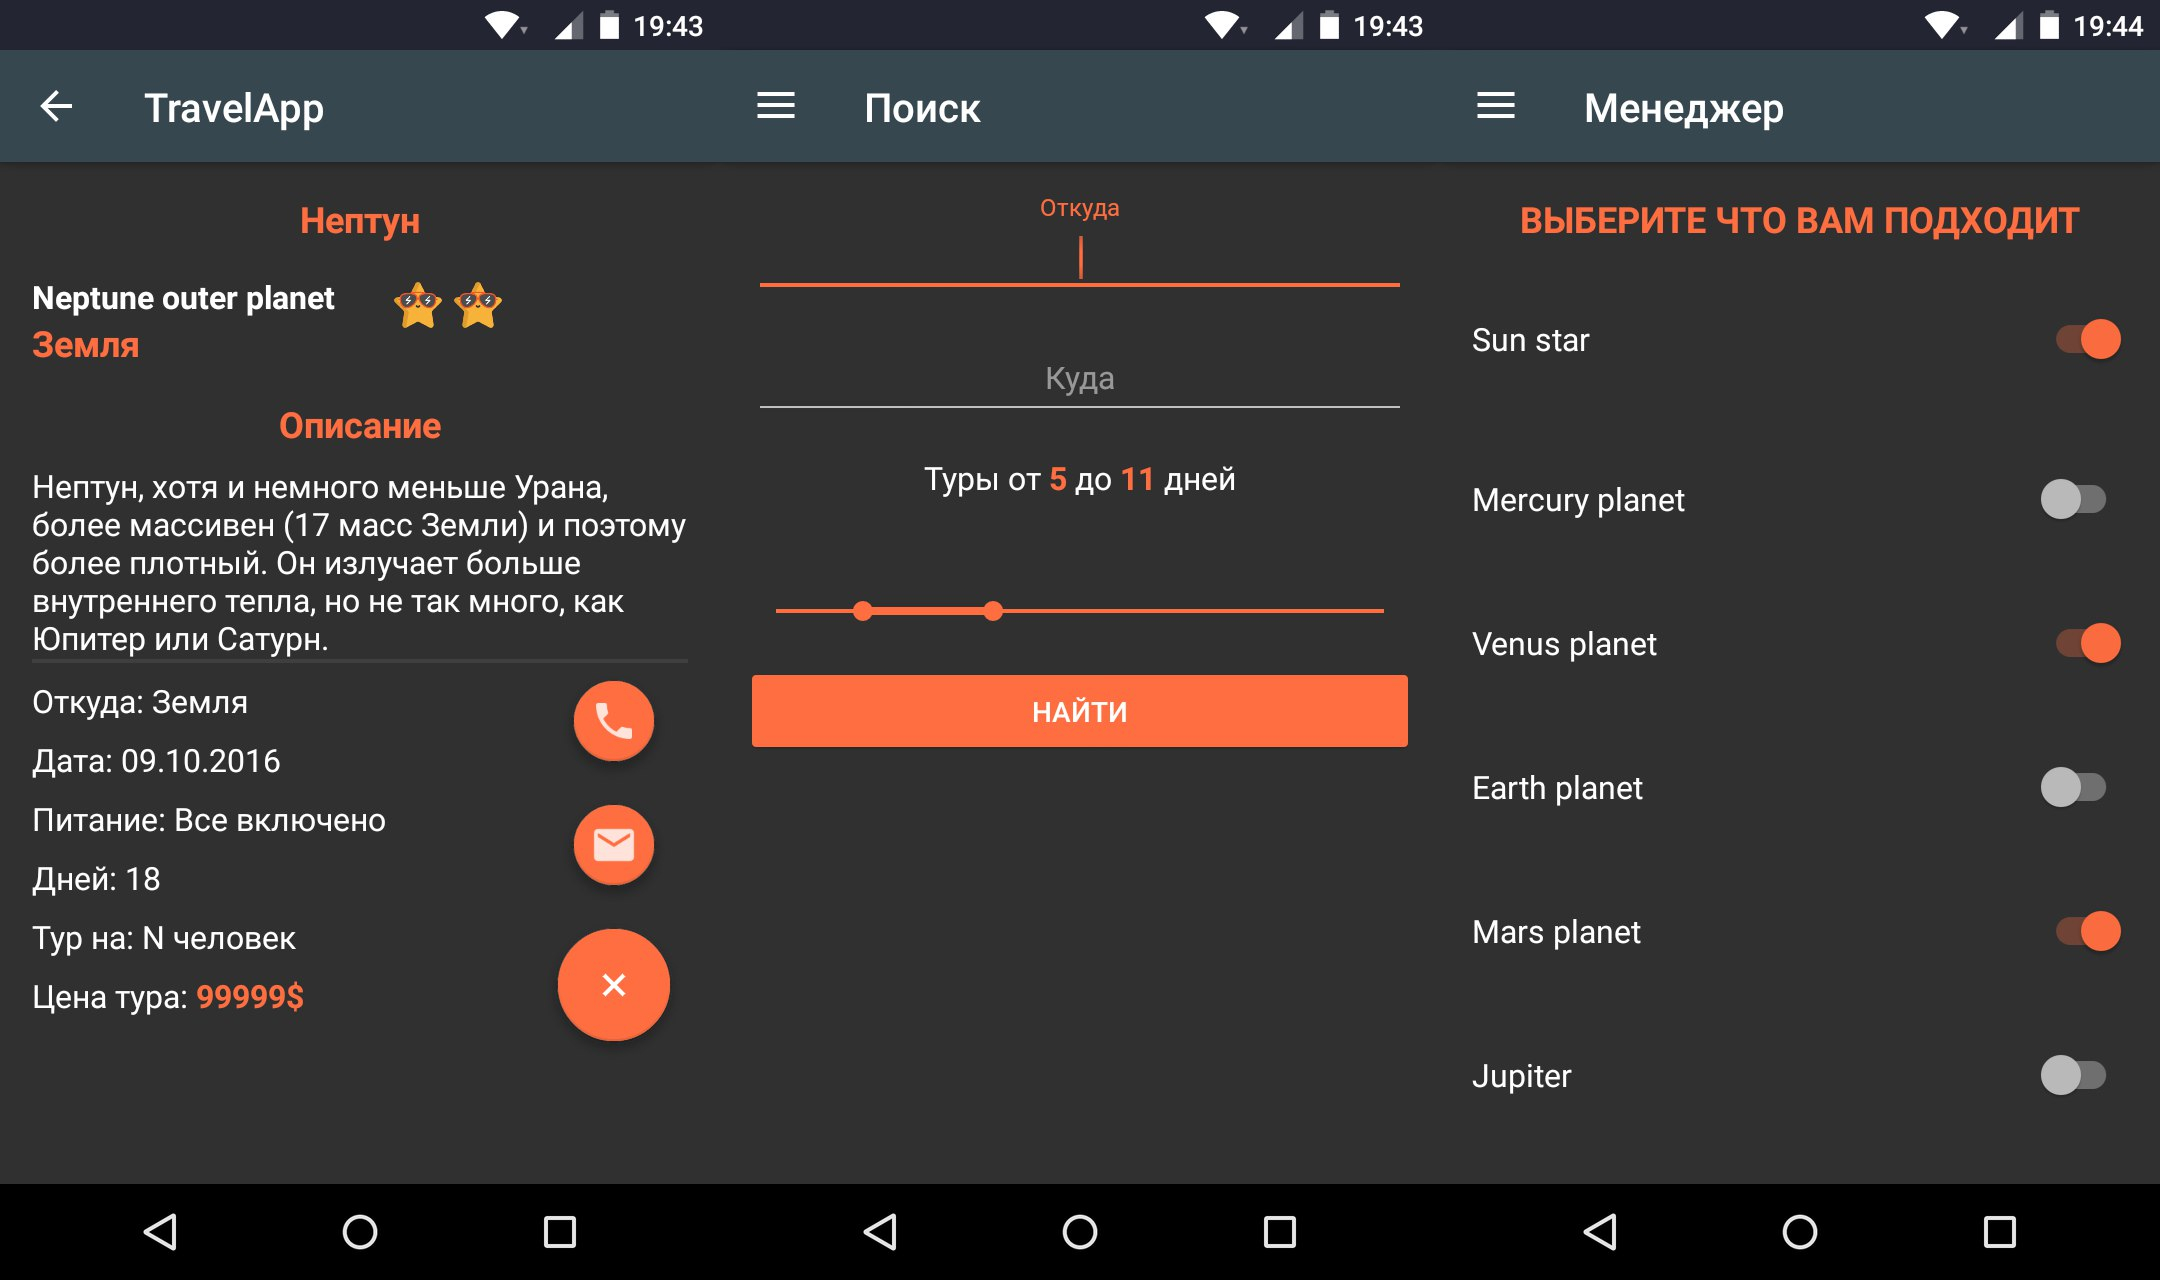 19:43
TravelApp
Нептун
Neptune outer planet
Земля
Описание
Нептун, хотя и немного меньше Урана,
более массивен (17 масс Земли) и поэтому
более плотный. Он излучает больше
внутреннего тепла, но не так много, как
Юпитер или Сатурн.
Откуда: Земля
Дата: 09.10.2016
Питание: Все включено
Дней: 18
Тур на: N человек
Цена тура: 99999$
19:43
Поиск
Откуда
Куда
Туры от 5 до 11 дней
НАЙТИ
19:44
Менеджер
ВЫБЕРИТЕ ЧТО ВАМ ПОДХОДИТ
Sun star
Mercury planet
Venus planet
Earth planet
Mars planet
Jupiter